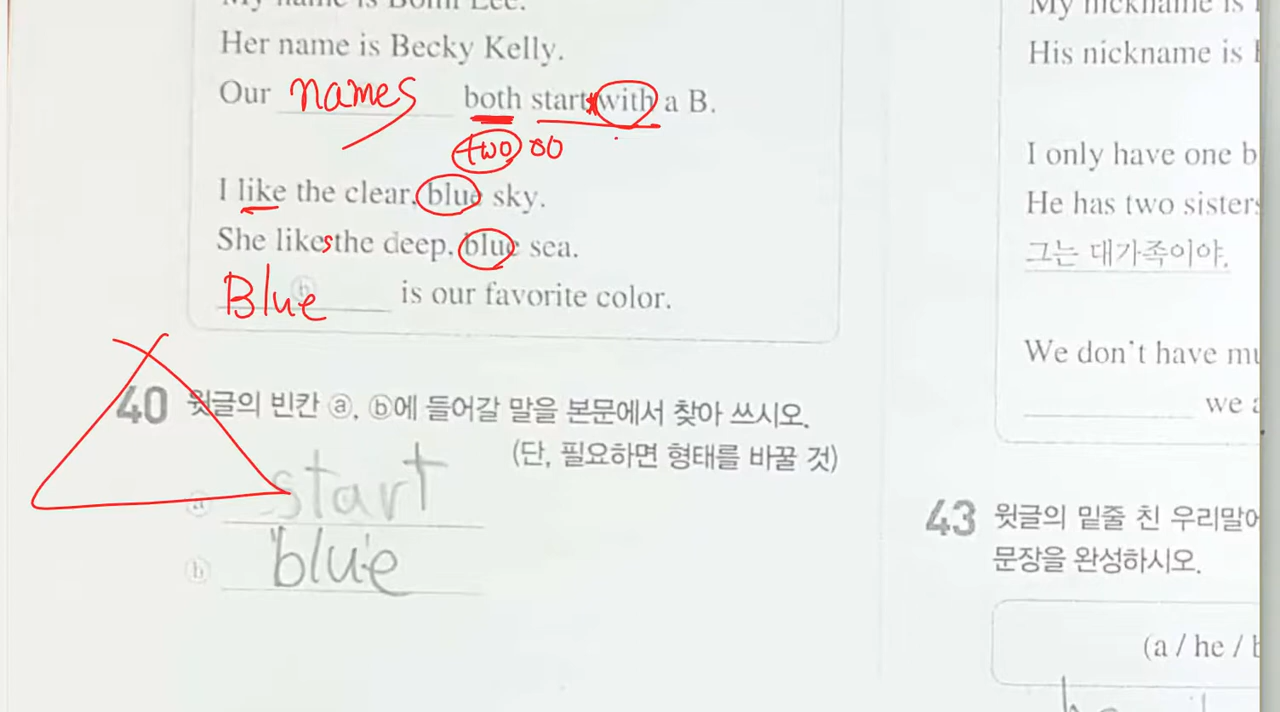 My name is Bomi Lee.
Her name is Becky Kelly.
Our names both start with a B.
two
I like the clear, blue sky.
She likes the deep, blue sea.
Blue ⓑ is our favorite color.
40 윗글의 빈칸 ⓐ, ⓑ에 들어갈 말을 본문에서 찾아 쓰시오.
(단, 필요하면 형태를 바꿀 것)
ⓐ start
ⓑ blue
My nickname is
His nickname is
I only have one
He has two sisters
그는 대가족이야.
We don't have
we
43 윗글의 밑줄 친 우리말
문장을 완성하시오.
(a / he /